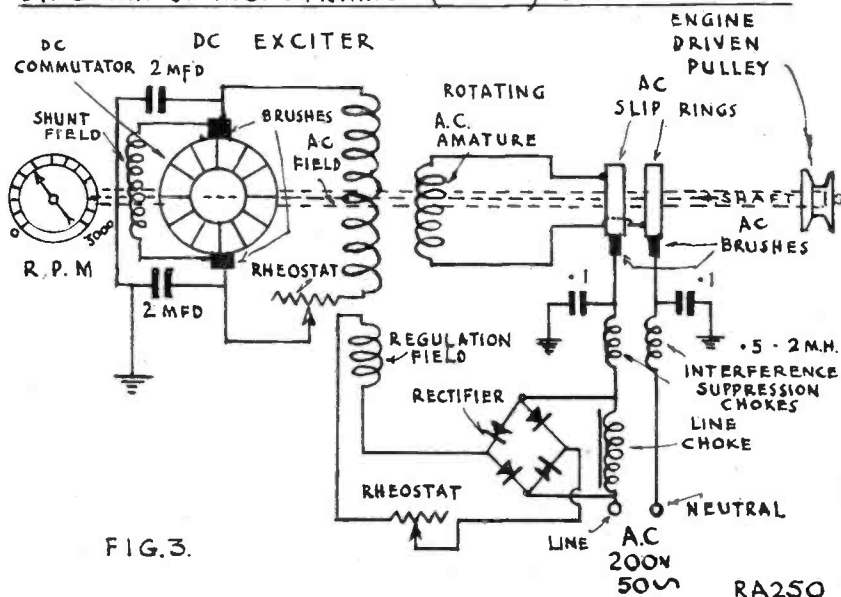 DC EXCITER
ENGINE
DRIVEN
PULLEY
DC
COMMUTATOR
2 MFD
SHUNT
FIELD
BRUSHES
A.C
FIELD
ROTATING
A.C.
AMATURE
AC
SLIP RINGS
SHAFT
AC
BRUSHES
0
3000
R.P.M
2 MFD
RHEOSTAT
REGULATION
FIELD
RECTIFIER
RHEOSTAT
.1
.1
.5 - 2 M.H.
INTERFERENCE
SUPPRESSION
CHOKES
LINE
CHOKE
LINE
NEUTRAL
A.C
200V
50~
FIG.3.
RA250